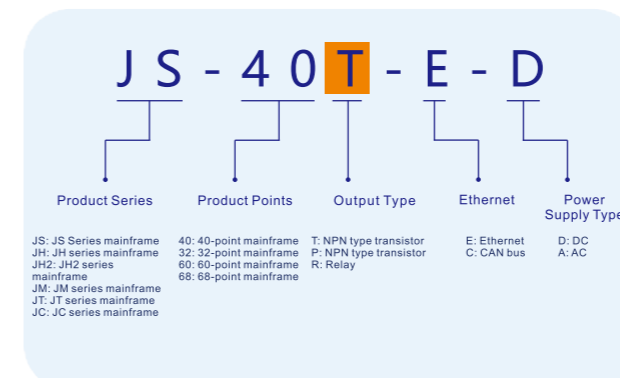 JS-40T-E-D
Product Series
JS: JS Series mainframe
JH: JH series mainframe
JH2: JH2 series
mainframe
JM: JM series mainframe
JT: JT series mainframe
JC: JC series mainframe
Product Points
40: 40-point mainframe
32: 32-point mainframe
60: 60-point mainframe
68: 68-point mainframe
Output Type
T: NPN type transistor
P: NPN type transistor
R: Relay
Ethernet
E: Ethernet
C: CAN bus
Power
Supply Type
D: DC
A: AC